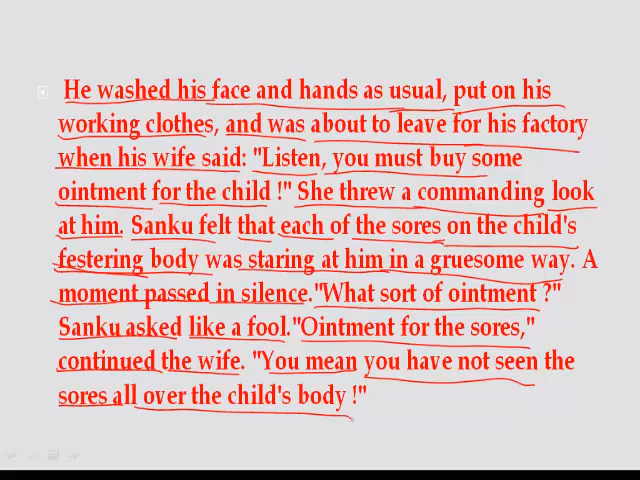 He washed his face and hands as usual, put on his
working clothes, and was about to leave for his factory
when his wife said: "Listen, you must buy some
ointment for the child !" She threw a commanding look
at him. Sanku felt that each of the sores on the child's
festering body was staring at him in a gruesome way. A
moment passed in silence."What sort of ointment ?"
Sanku asked like a fool."Ointment for the sores,"
continued the wife. "You mean you have not seen the
sores all over the child's body !"